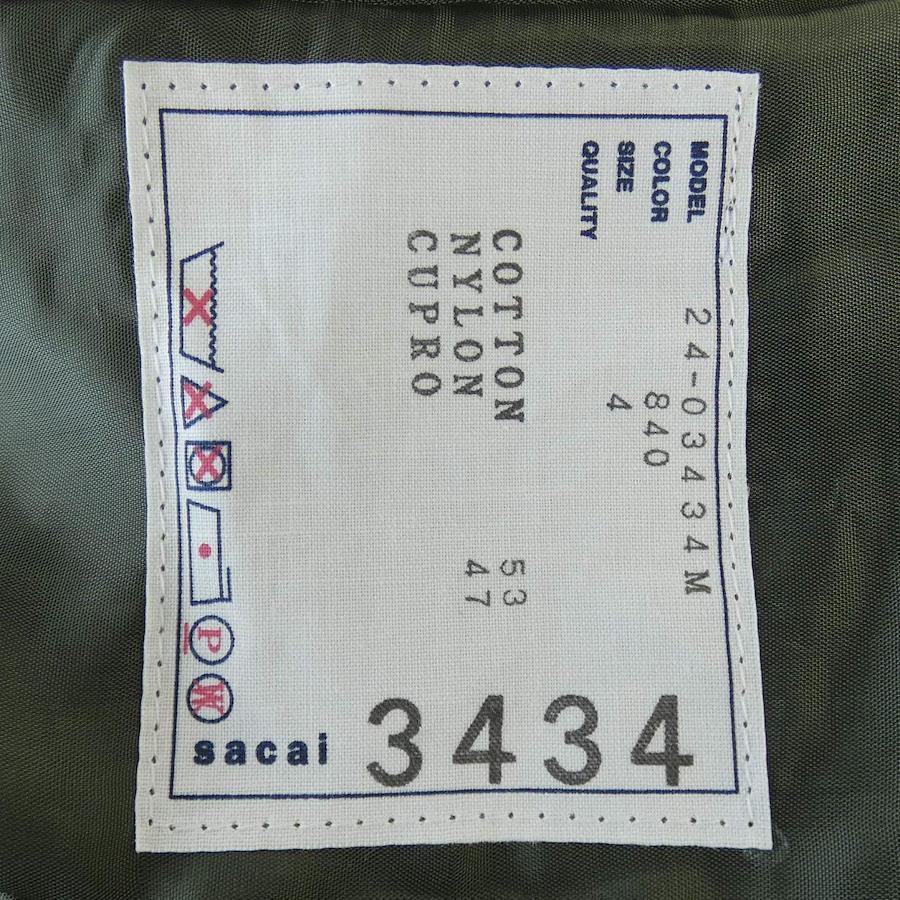 MODEL 24-03434M
COLOR 840
SIZE 4
QUALITY
COTTON 53
NYLON 47
CUPRO
P
W
sacai
3434